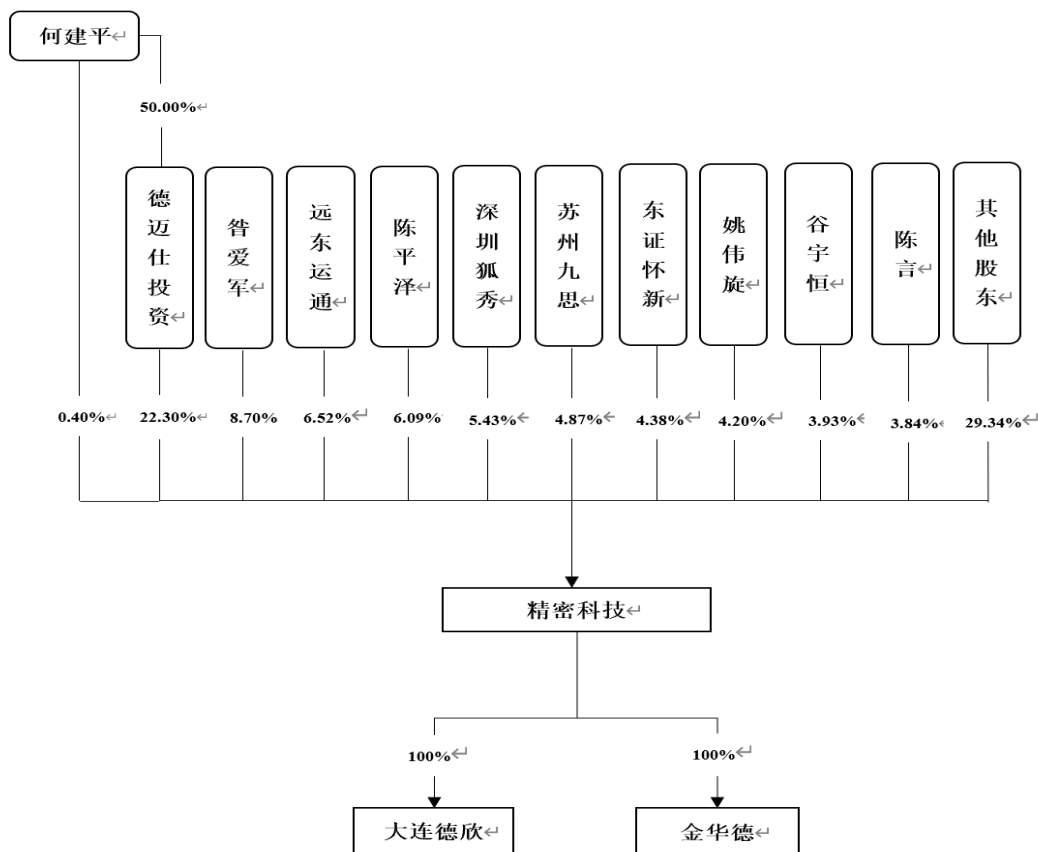 何建平
50.00%
德迈仕投资
昝爱军
远东运通
陈平泽
深圳狐秀
苏州九思
东证怀新
姚伟旋
谷宇恒
陈言
其他股东
0.40%
22.30%
8.70%
6.52%
6.09%
5.43%
4.87%
4.38%
4.20%
3.93%
3.84%
29.34%
精密科技
100%
100%
大连德欣
金华德